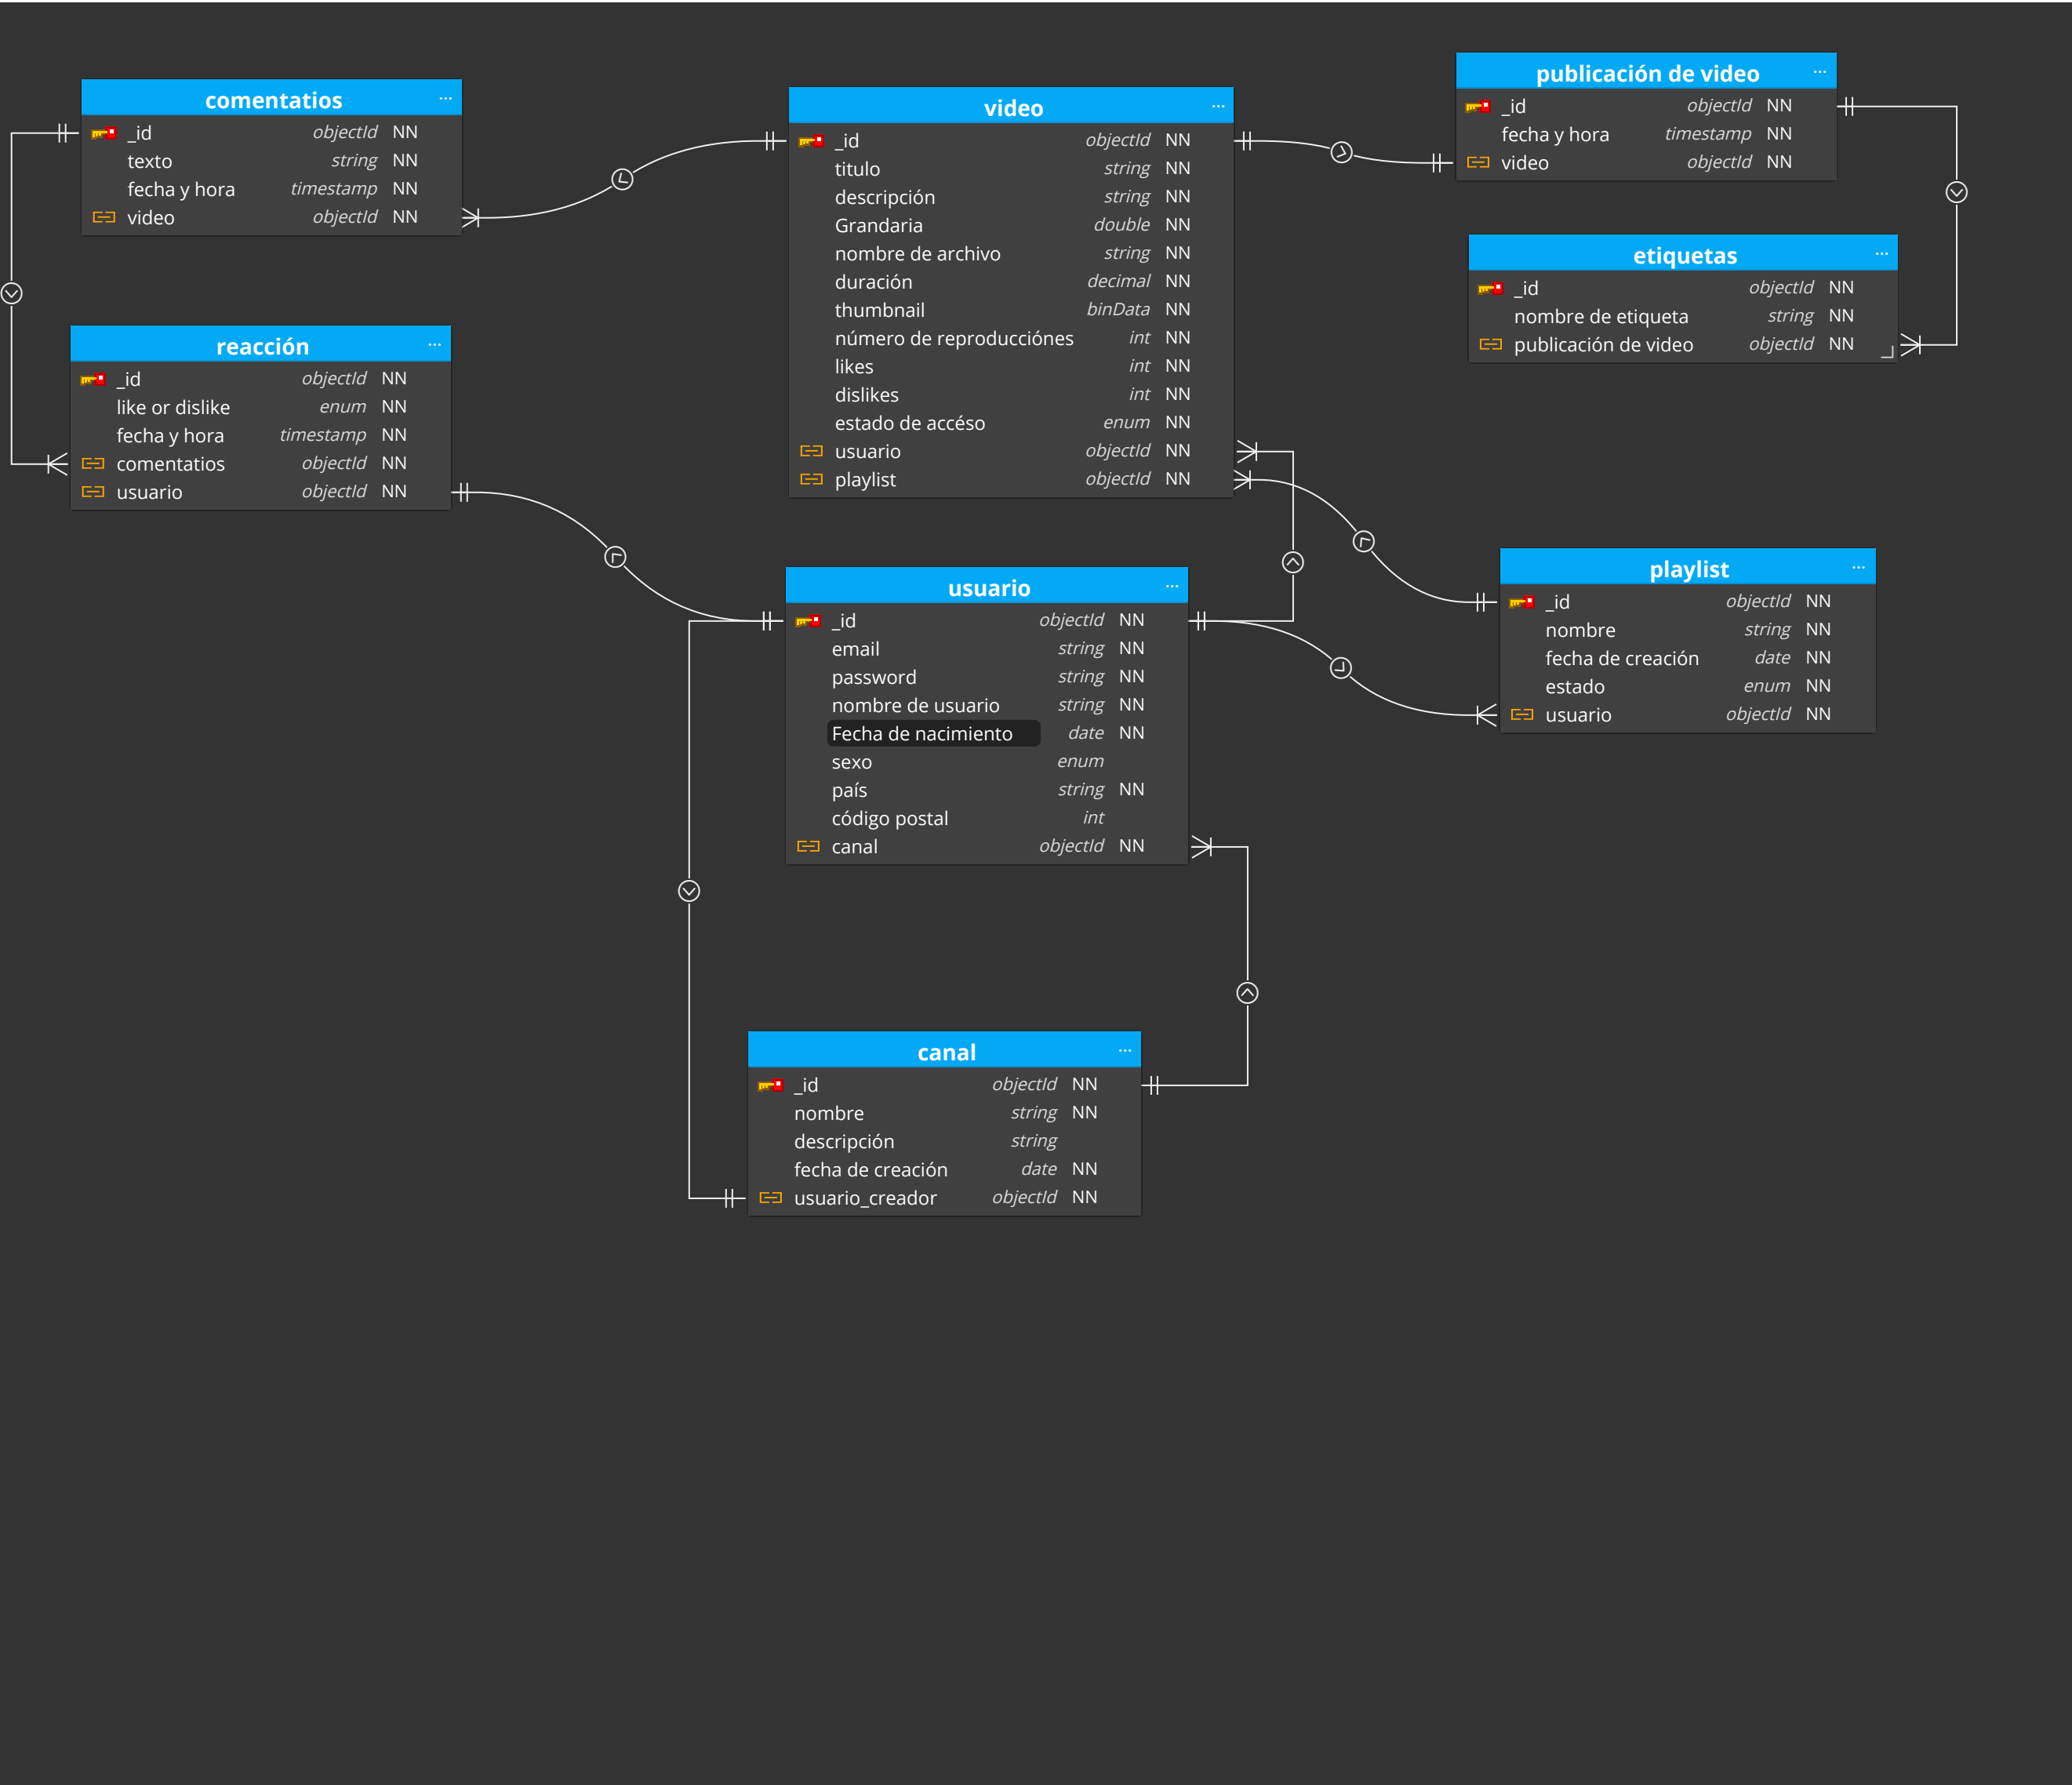 comentatios ...
_id objectId NN
texto string NN
fecha y hora timestamp NN
video objectId NN
video ...
_id objectId NN
titulo string NN
descripción string NN
Grandaria double NN
nombre de archivo string NN
duración decimal NN
thumbnail binData NN
número de reproducciónes int NN
likes int NN
dislikes int NN
estado de accéso enum NN
usuario objectId NN
playlist objectId NN
publicación de video ...
_id objectId NN
fecha y hora timestamp NN
video objectId NN
etiquetas ...
_id objectId NN
nombre de etiqueta string NN
publicación de video objectId NN
reacción ...
_id objectId NN
like or dislike enum NN
fecha y hora timestamp NN
comentatios objectId NN
usuario objectId NN
usuario ...
_id objectId NN
email string NN
password string NN
nombre de usuario string NN
Fecha de nacimiento date NN
sexo enum
país string NN
código postal int
canal objectId NN
playlist ...
_id objectId NN
nombre string NN
fecha de creación date NN
estado enum NN
usuario objectId NN
canal ...
_id objectId NN
nombre string NN
descripción string
fecha de creación date NN
usuario_creador objectId NN